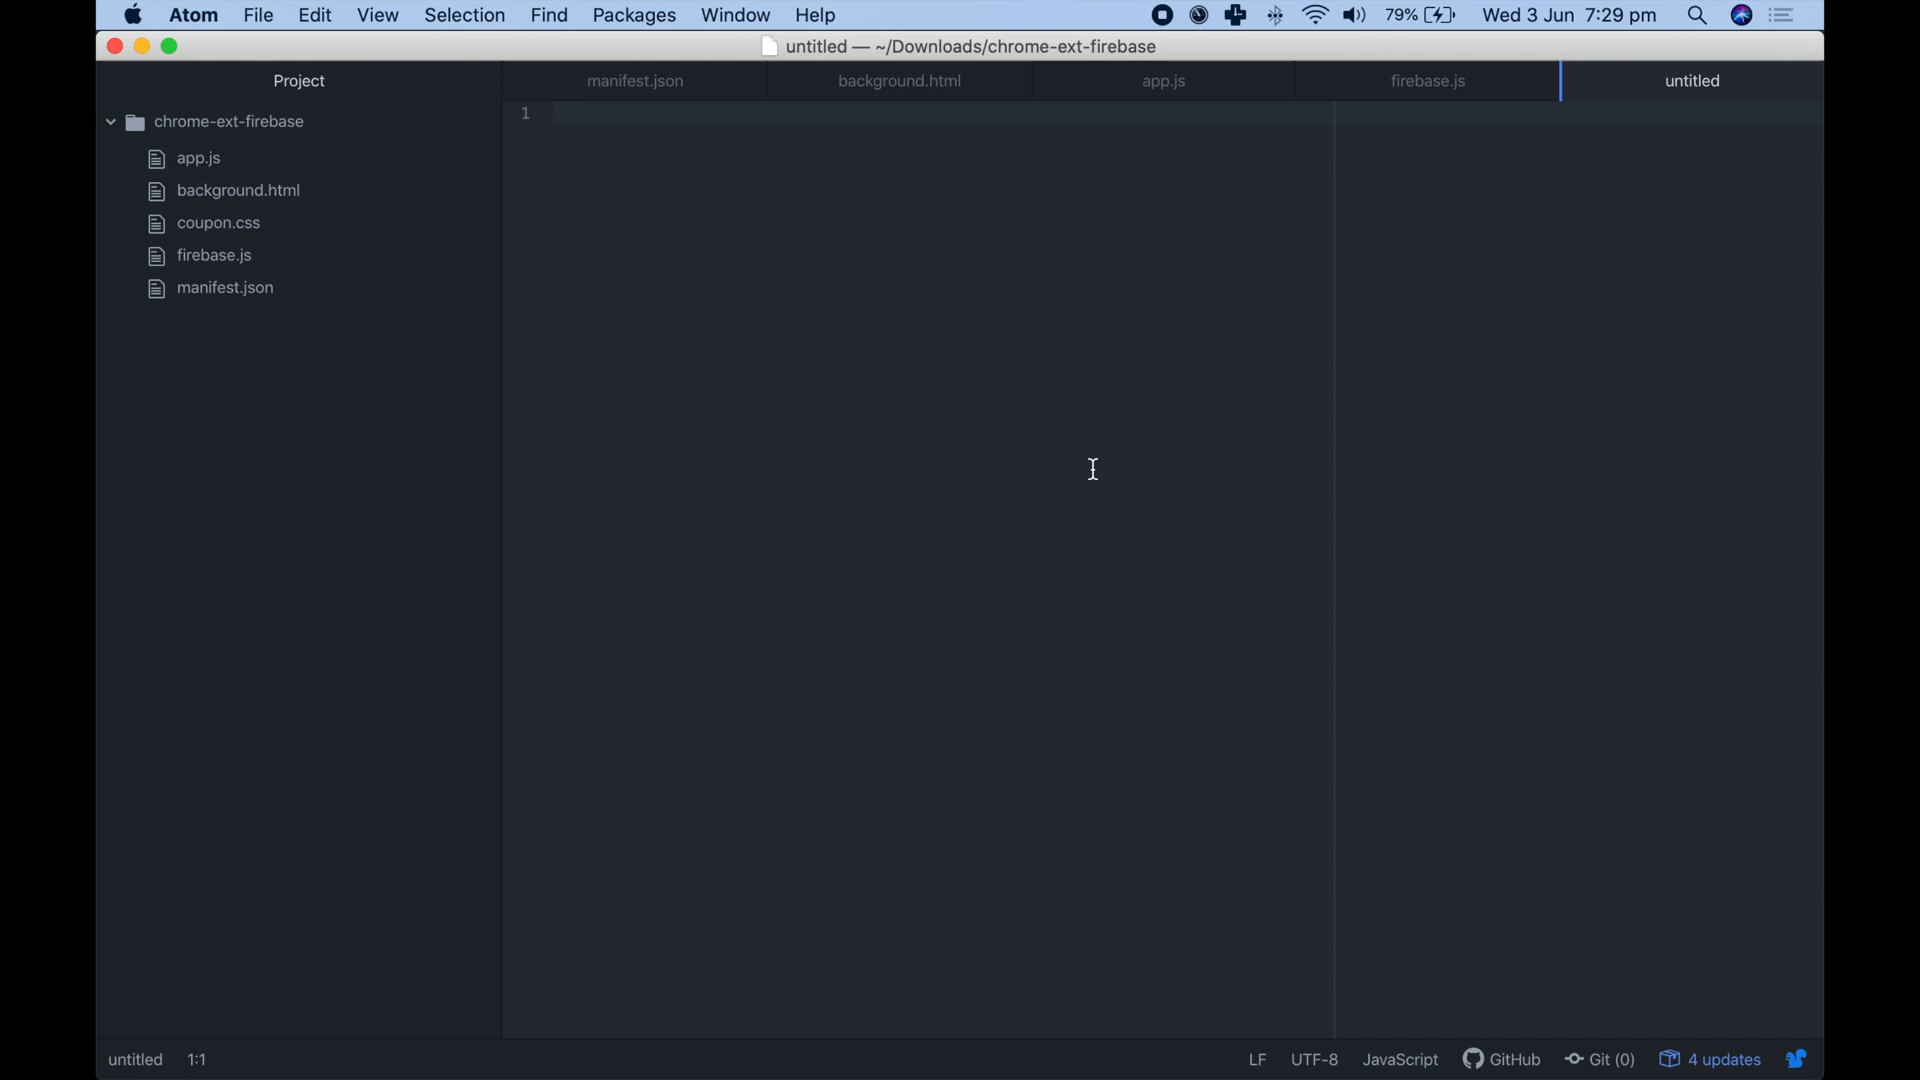 Atom File Edit View Selection Find Packages Window Help 79% Wed 3 Jun 7:29 pm
untitled — ~/Downloads/chrome-ext-firebase
Project manifest.json background.html app.js firebase.js untitled
chrome-ext-firebase
1
app.js
background.html
coupon.css
firebase.js
manifest.json
untitled 1:1 LF UTF-8 JavaScript GitHub Git (0) 4 updates